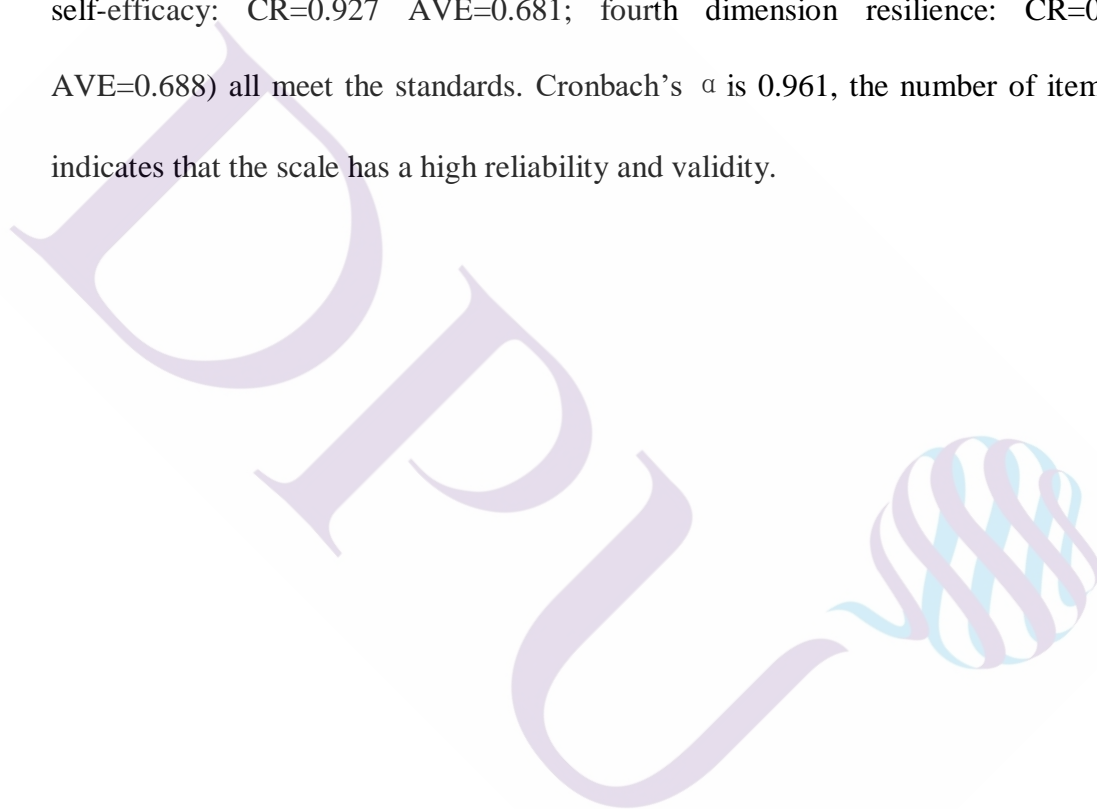 self-efficacy: CR=0.927 AVE=0.681; fourth dimension resilience:
AVE=0.688) all meet the standards. Cronbach’s α is 0.961, the number of
indicates that the scale has a high reliability and validity.
DPU